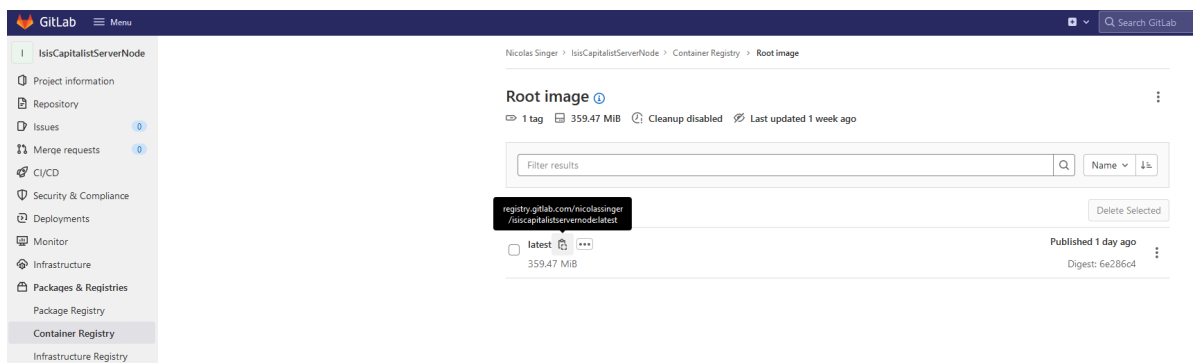 GitLab Menu Search GitLab
I IsisCapitalistServerNode
Project information
Repository
Issues 0
Merge requests 0
CI/CD
Security & Compliance
Deployments
Monitor
Infrastructure
Packages & Registries
Package Registry
Container Registry
Infrastructure Registry
Nicolas Singer > IsisCapitalistServerNode > Container Registry > Root image
Root image
1 tag 359.47 MiB Cleanup disabled Last updated 1 week ago
Filter results Name
registry.gitlab.com/nicolassinger
/isiscapitalistservernode:latest
Delete Selected
latest Published 1 day ago
359.47 MiB Digest: 6e286c4